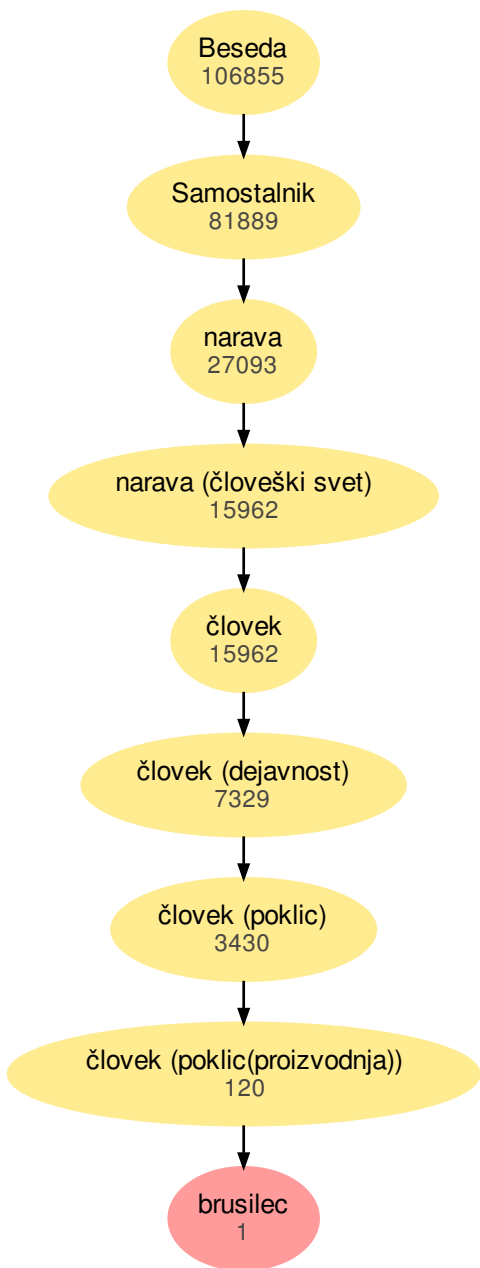 Beseda
106855
Samostalnik
81889
narava
27093
narava (človeški svet)
15962
človek
15962
človek (dejavnost)
7329
človek (poklic)
3430
človek (poklic(proizvodnja))
120
brusilec
1